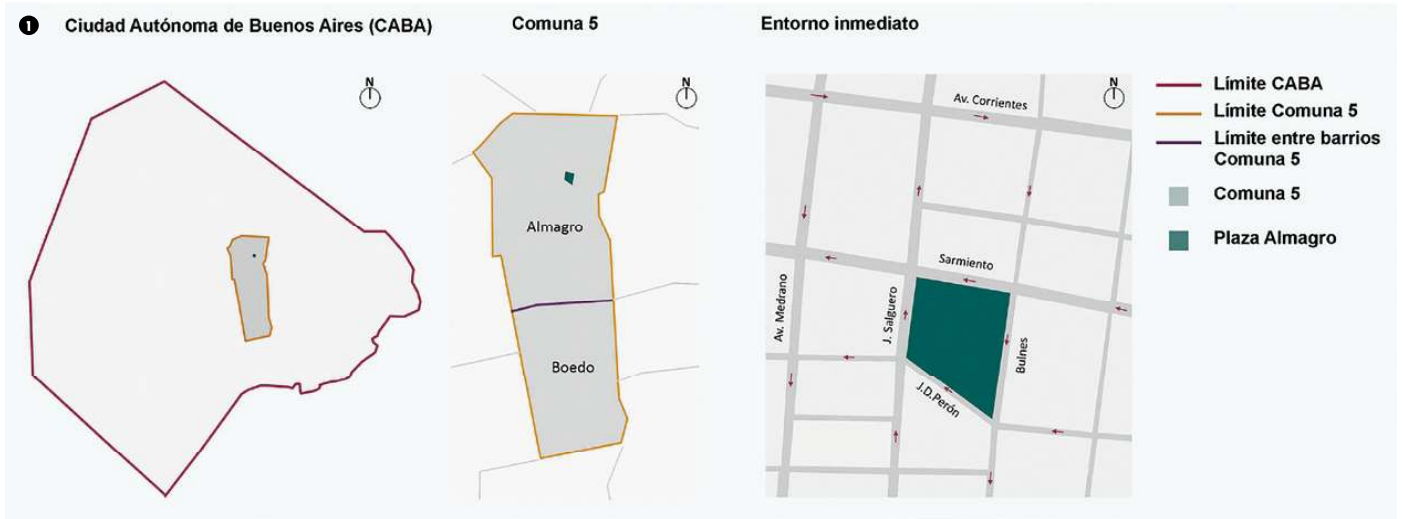 1 Ciudad Autónoma de Buenos Aires (CABA)
Comuna 5
Entorno inmediato
N
N
N
Almagro
Boedo
Av. Corrientes
Sarmiento
Av. Medrano
J. Salguero
Bulnes
J.D.Perón
Límite CABA
Límite Comuna 5
Límite entre barrios
Comuna 5
Comuna 5
Plaza Almagro